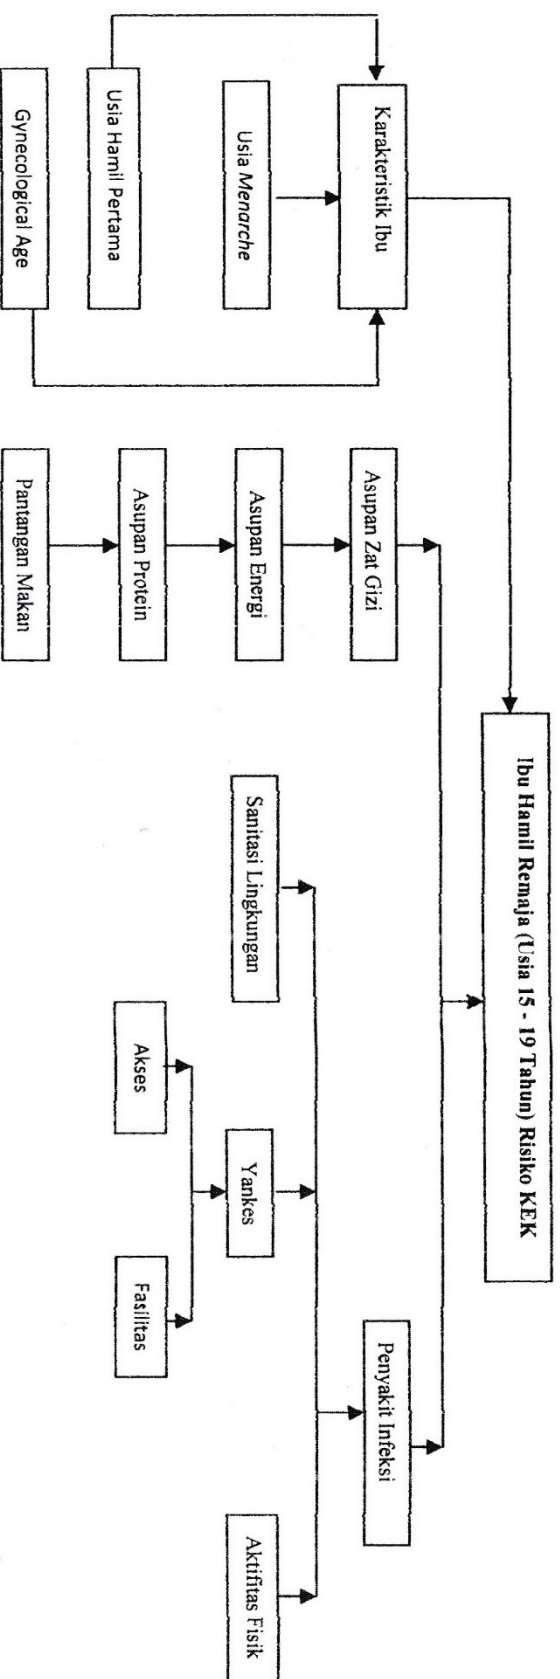 Ibu Hamil Remaja (Usia 15 - 19 Tahun) Risiko KEK
Karakteristik Ibu
Asupan Zat Gizi
Penyakit Infeksi
Usia Menarche
Asupan Energi
Sanitasi Lingkungan
Yankes
Aktifitas Fisik
Usia Hamil Pertama
Asupan Protein
Akses
Fasilitas
Gynecological Age
Pantangan Makan